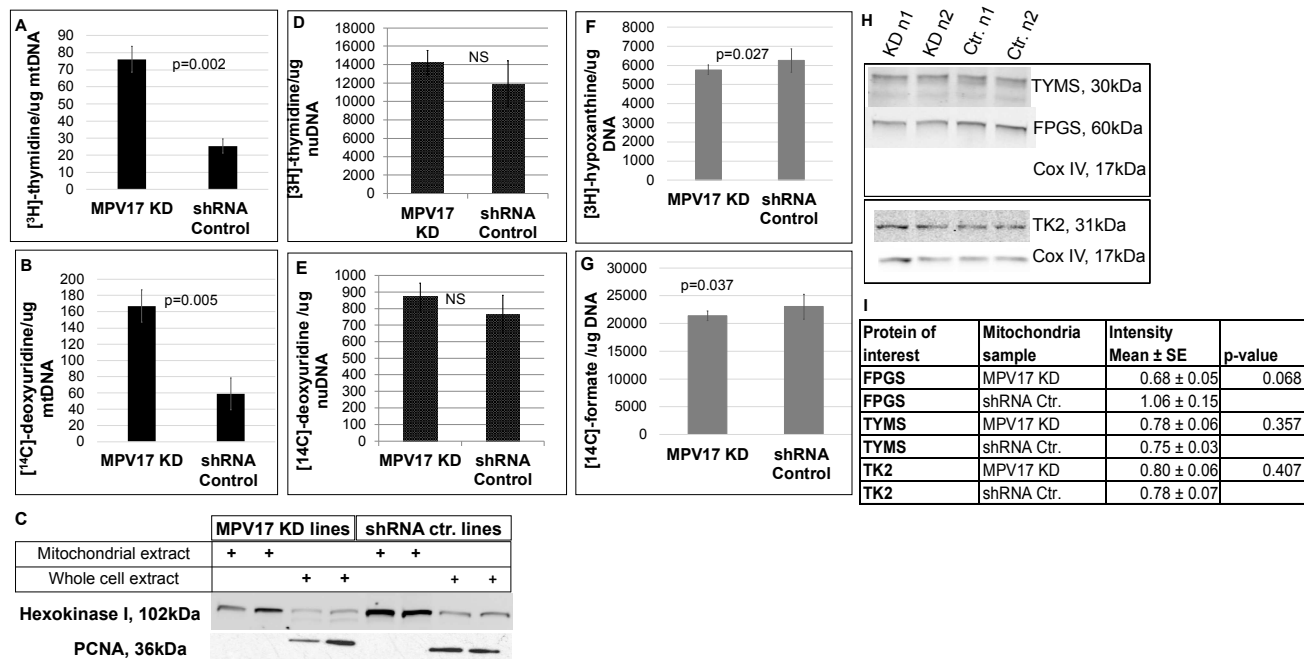 A
[³H]-thymidine/ug mtDNA
90
80
70
60
50
40
30
20
10
0
p=0.002
MPV17 KD
shRNA
Control
B
[¹⁴C]-deoxyuridine/ug
mtDNA
200
180
160
140
120
100
80
60
40
20
0
p=0.005
MPV17 KD
shRNA
Control
D
[3H]-thymidine/ug
nuDNA
16000
14000
12000
10000
8000
6000
4000
2000
0
NS
MPV17
KD
shRNA
Control
E
[14C]-deoxuridine /ug
nuDNA
1000
900
800
700
600
500
400
300
200
100
0
NS
MPV17 KD
shRNA
Control
F
[3H]-hypoxanthine/ug
DNA
9000
8000
7000
6000
5000
4000
3000
2000
1000
0
p=0.027
MPV17 KD
shRNA
Control
G
[14C]-formate /ug DNA
30000
25000
20000
15000
10000
5000
0
p=0.037
MPV17 KD
shRNA
Control
C
MPV17 KD lines shRNA ctr. lines
Mitochondrial extract + + + +
Whole cell extract + + + +
Hexokinase I, 102kDa
PCNA, 36kDa
H
KD n1 KD n2 Ctr. n1 Ctr. n2
TYMS, 30kDa
FPGS, 60kDa
Cox IV, 17kDa
TK2, 31kDa
Cox IV, 17kDa
I
Protein of Mitochondria Intensity
interest sample Mean ± SE p-value
FPGS MPV17 KD 0.68 ± 0.05 0.068
FPGS shRNA Ctr. 1.06 ± 0.15
TYMS MPV17 KD 0.78 ± 0.06 0.357
TYMS shRNA Ctr. 0.75 ± 0.03
TK2 MPV17 KD 0.80 ± 0.06 0.407
TK2 shRNA Ctr. 0.78 ± 0.07